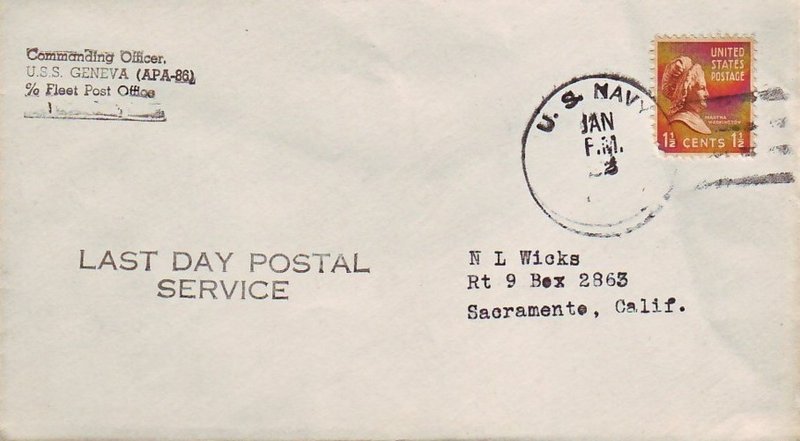 Commanding Officer,
U.S.S. GENEVA (APA-86)
% Fleet Post Office
UNITED
STATES
POSTAGE
MARTHA
WASHINGTON
1½ CENTS 1½
U. S. NAVY
JAN
P.M.
LAST DAY POSTAL
SERVICE
N L Wicks
Rt 9 Box 2863
Sacramento, Calif.